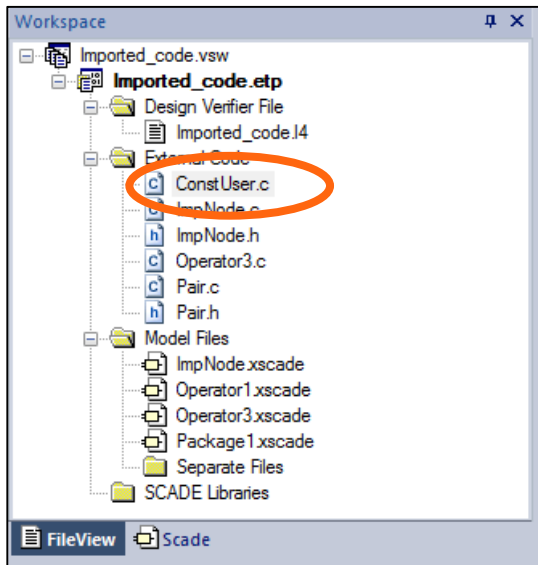 Workspace
Imported_code.vsw
Imported_code.etp
Design Verifier File
Imported_code.l4
External Code
ConstUser.c
ImpNode.c
ImpNode.h
Operator3.c
Pair.c
Pair.h
Model Files
ImpNode.xscade
Operator1.xscade
Operator3.xscade
Package1.xscade
Separate Files
SCADE Libraries
FileView Scade